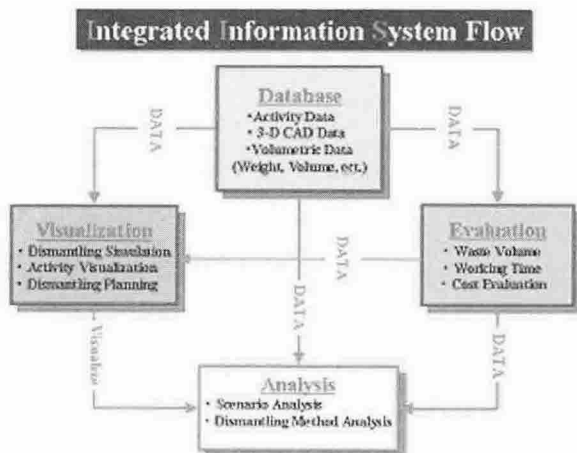 Integrated Information System Flow
Database
•Activity Data
• 3-D CAD Data
•Volumetric Data
(Weight, Volume, ect.)
DATA
DATA
Visualization
• Dismantling Simulation
• Activity Visualization
• Dismantling Planning
DATA
Evaluation
• Waste Volume
• Working Time
• Cost Evaluation
DATA
Visualize
DATA
Analysis
• Scenario Analysis
• Dismantling Method Analysis